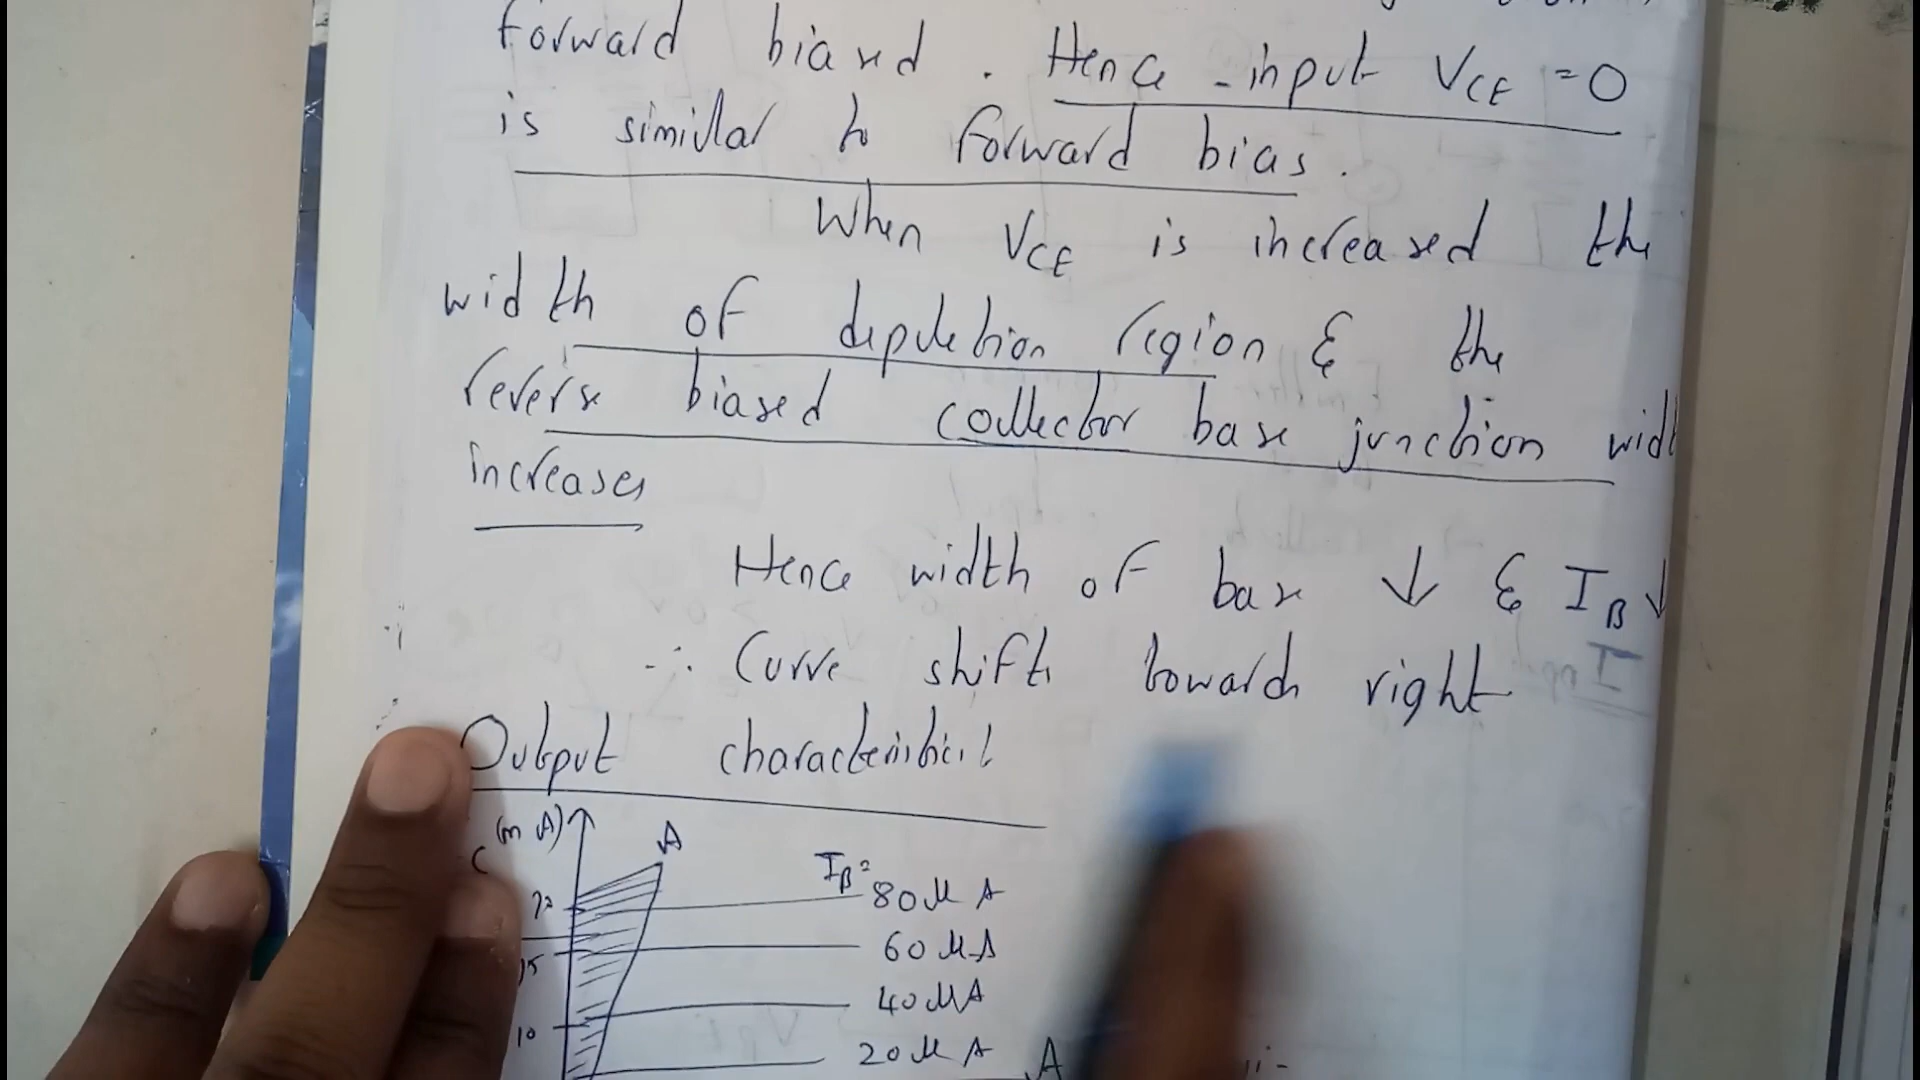 forward biased. Hence input VCE = 0
is similar to forward bias.
When VCE is increased the
width of depletion region & the
reverse biased collector base junction widt
increases
Hence width of base ↓ & IB ↓
∴ Curve shifts towards right
Output characteristics
(mA) A
C
IB = 80 μA
60 μA
15
40 μA
10
20 μA A